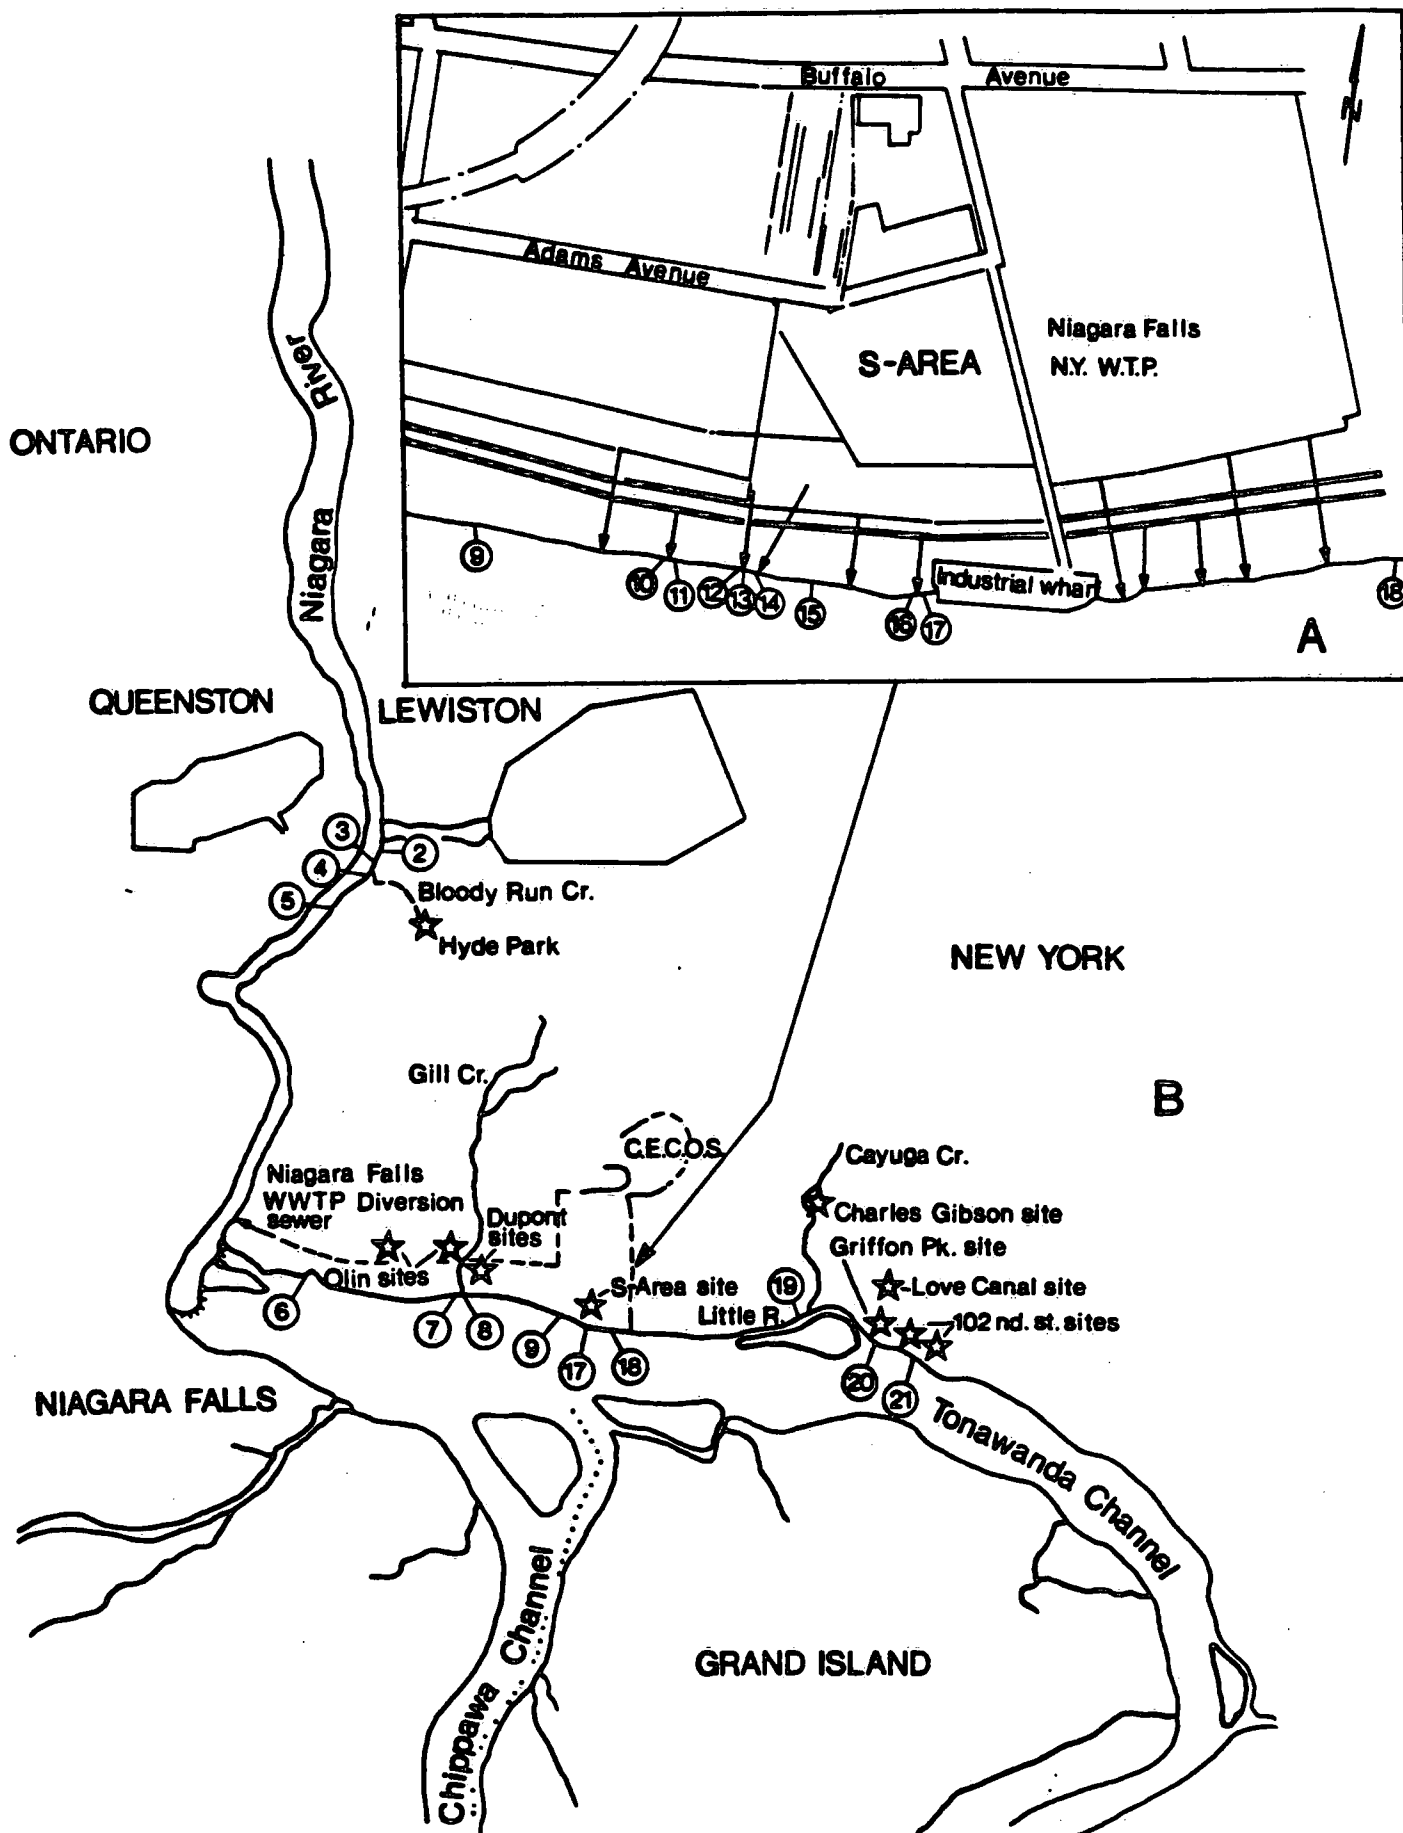 Buffalo Avenue
N
Adams Avenue
Niagara Falls
N.Y. W.T.P.
S-AREA
9
10
11
12
13
14
15
16
17
Industrial wharf
18
A
River
Niagara
ONTARIO
QUEENSTON
LEWISTON
3
2
4
5
Bloody Run Cr.
Hyde Park
NEW YORK
Gill Cr.
B
C.E.C.O.S.
Cayuga Cr.
Niagara Falls
WWTP Diversion
sewer
Dupont
sites
Charles Gibson site
Griffon Pk. site
Olin sites
S-Area site
Love Canal site
Little R.
19
102 nd. st. sites
6
7
8
9
17
18
20
21
NIAGARA FALLS
Tonawanda Channel
Chippawa Channel
GRAND ISLAND